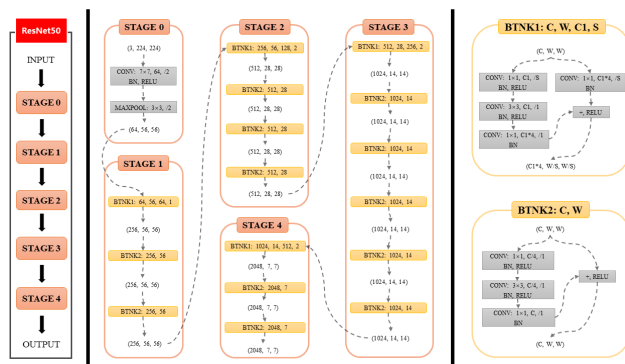 ResNet50
INPUT
STAGE 0
STAGE 1
STAGE 2
STAGE 3
STAGE 4
OUTPUT
STAGE 0
(3, 224, 224)
CONV: 7×7, 64, /2
BN, RELU
MAXPOOL: 3×3, /2
(64, 56, 56)
STAGE 1
BTNK1: 64, 56, 64, 1
(256, 56, 56)
BTNK2: 256, 56
(256, 56, 56)
BTNK2: 256, 56
(256, 56, 56)
STAGE 2
BTNK1: 256, 56, 128, 2
(512, 28, 28)
BTNK2: 512, 28
(512, 28, 28)
BTNK2: 512, 28
(512, 28, 28)
BTNK2: 512, 28
(512, 28, 28)
STAGE 3
BTNK1: 512, 28, 256, 2
(1024, 14, 14)
BTNK2: 1024, 14
(1024, 14, 14)
BTNK2: 1024, 14
(1024, 14, 14)
BTNK2: 1024, 14
(1024, 14, 14)
BTNK2: 1024, 14
(1024, 14, 14)
BTNK2: 1024, 14
(1024, 14, 14)
STAGE 4
BTNK1: 1024, 14, 512, 2
(2048, 7, 7)
BTNK2: 2048, 7
(2048, 7, 7)
BTNK2: 2048, 7
(2048, 7, 7)
BTNK1: C, W, C1, S
(C, W, W)
CONV: 1×1, C1, /S
BN, RELU
CONV: 3×3, C1, /1
BN, RELU
CONV: 1×1, C1*4, /1
BN
CONV: 1×1, C1*4, /S
BN
+, RELU
(C1*4, W/S, W/S)
BTNK2: C, W
(C, W, W)
CONV: 1×1, C/4, /1
BN, RELU
CONV: 3×3, C/4, /1
BN, RELU
CONV: 1×1, C, /1
BN
+, RELU
(C, W, W)